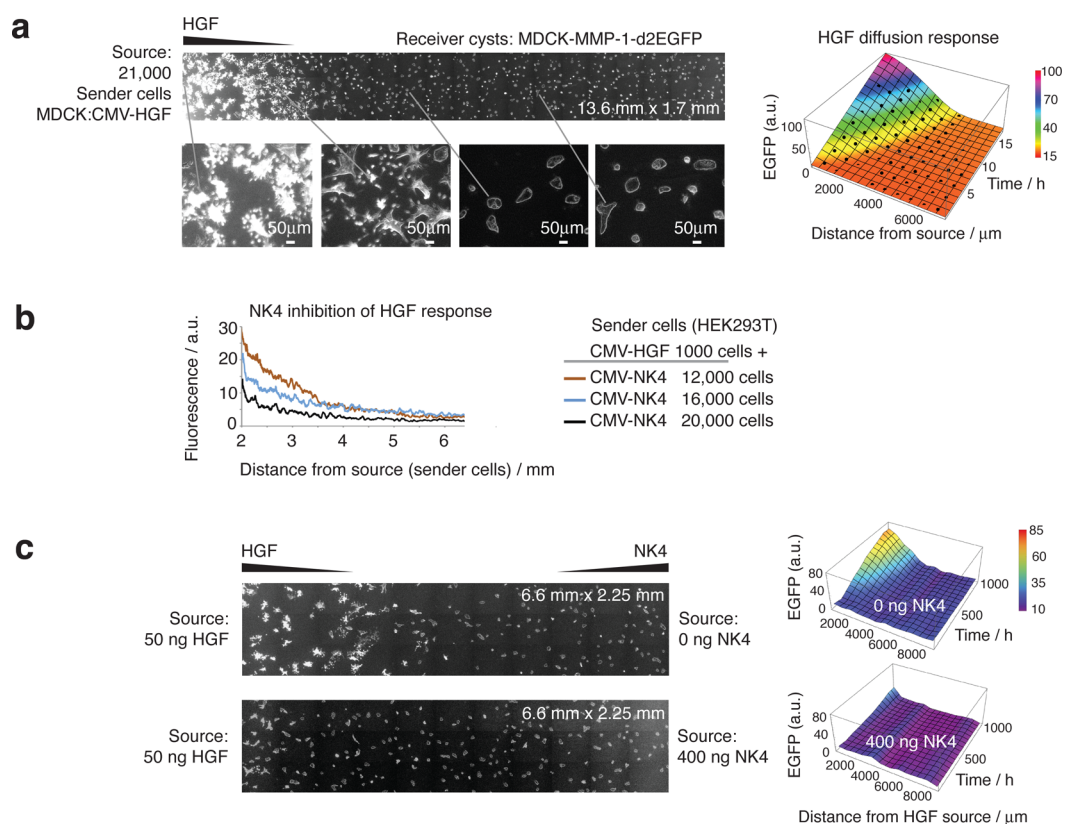 a
HGF
Receiver cysts: MDCK-MMP-1-d2EGFP
Source:
21,000
Sender cells
MDCK:CMV-HGF
13.6 mm x 1.7 mm
50µm
50µm
50µm
50µm
HGF diffusion response
EGFP (a.u.)
100
50
0
2000
4000
6000
5
10
15
Time / h
Distance from source / µm
100
70
40
15
b
NK4 inhibition of HGF response
Fluorescence / a.u.
30
20
10
0
2
3
4
5
6
Distance from source (sender cells) / mm
Sender cells (HEK293T)
CMV-HGF 1000 cells +
CMV-NK4 12,000 cells
CMV-NK4 16,000 cells
CMV-NK4 20,000 cells
c
HGF
NK4
Source:
50 ng HGF
6.6 mm x 2.25 mm
Source:
0 ng NK4
Source:
50 ng HGF
6.6 mm x 2.25 mm
Source:
400 ng NK4
EGFP (a.u.)
80
40
0
2000
4000
6000
8000
0 ng NK4
500
1000
Time / h
85
60
35
10
EGFP (a.u.)
80
40
0
2000
4000
6000
8000
400 ng NK4
500
1000
Time / h
Distance from HGF source / µm